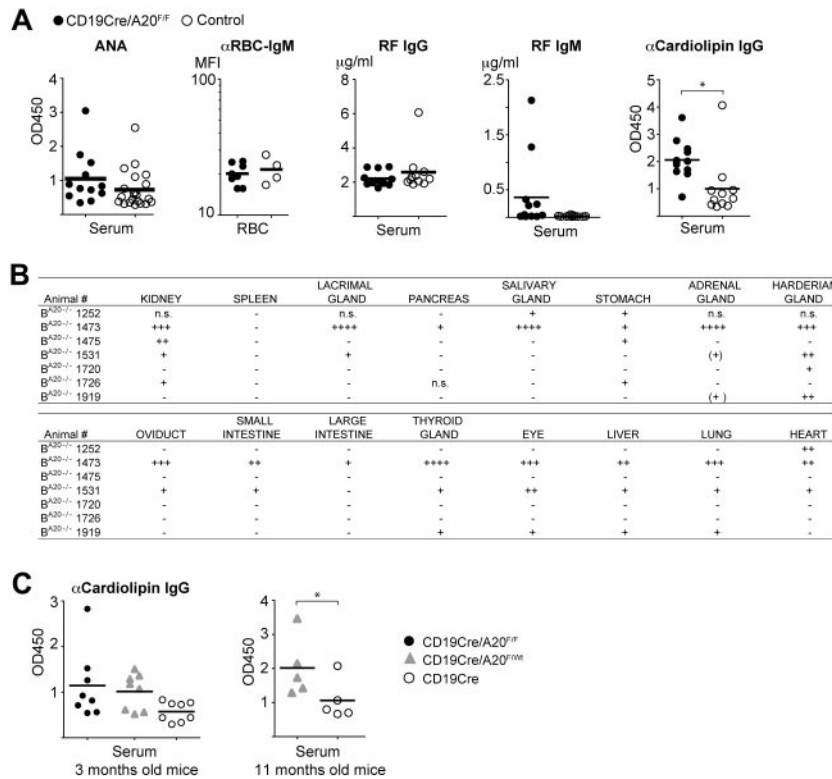 A
● CD19Cre/A20F/F ○ Control
ANA
αRBC-IgM
RF IgG
RF IgM
αCardiolipin IgG
MFI
μg/ml
μg/ml
*
OD450
4
3
2
1
Serum
100
10
RBC
8
6
4
2
Serum
2.5
0.5
Serum
OD450
5
4
3
2
1
Serum
B
Animal # KIDNEY SPLEEN LACRIMAL GLAND PANCREAS SALIVARY GLAND STOMACH ADRENAL GLAND HARDERIAN GLAND
BA20-/- 1252 n.s. - n.s. - + + n.s. n.s.
BA20-/- 1473 +++ - ++++ + ++++ + ++++ +++
BA20-/- 1475 ++ - - - - + - -
BA20-/- 1531 + - + - - - (+) ++
BA20-/- 1720 - - - - - - - +
BA20-/- 1726 + - - n.s. - + - -
BA20-/- 1919 - - - - - - (+ ) ++
Animal # OVIDUCT SMALL INTESTINE LARGE INTESTINE THYROID GLAND EYE LIVER LUNG HEART
BA20-/- 1252 - - - - - - - ++
BA20-/- 1473 +++ ++ + ++++ +++ ++ +++ ++
BA20-/- 1475 - - - - - - - -
BA20-/- 1531 + + - + ++ + + +
BA20-/- 1720 - - - - - - - -
BA20-/- 1726 - - - - - - - -
BA20-/- 1919 - - - + + + + -
C
αCardiolipin IgG
OD450
3
2
1
Serum
3 months old mice
*
OD450
4
3
2
1
Serum
11 months old mice
● CD19Cre/A20F/F
▲ CD19Cre/A20F/Wt
○ CD19Cre